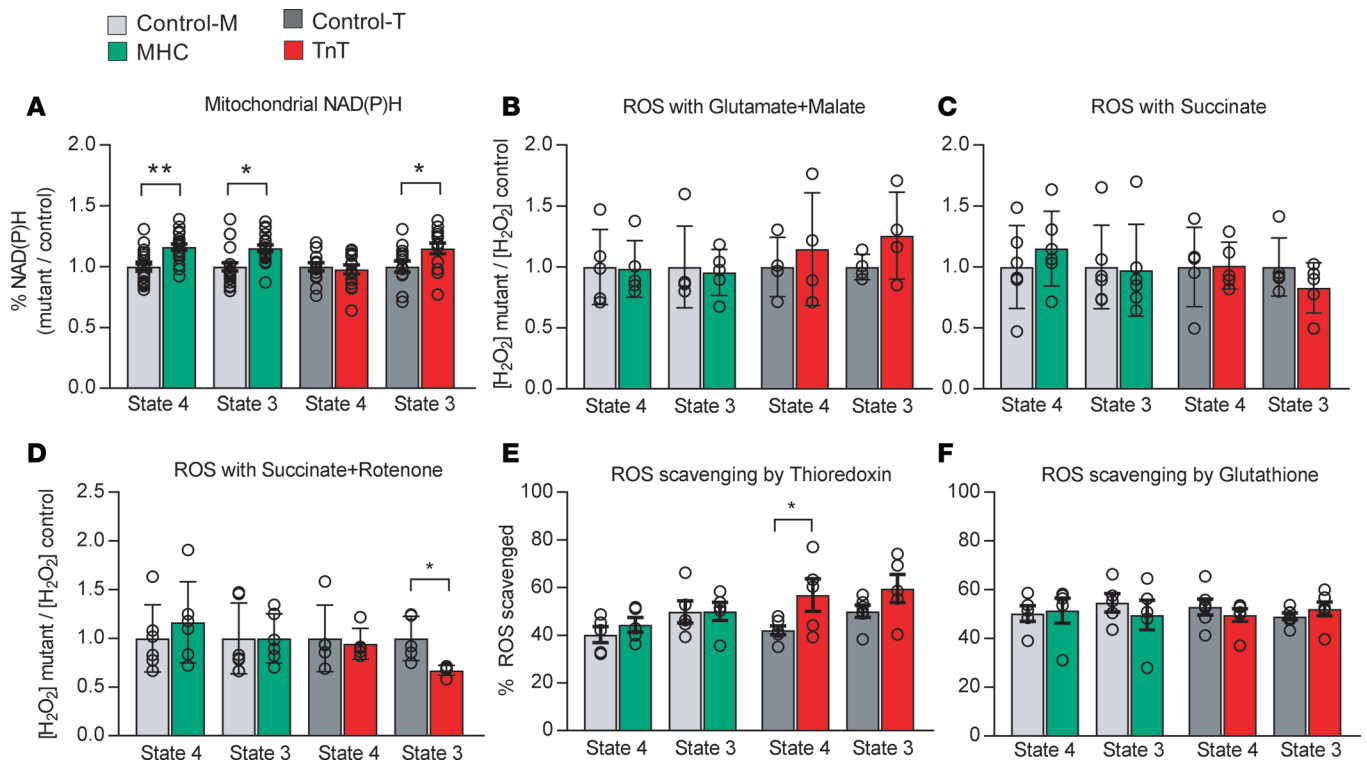 Control-M
Control-T
MHC
TnT
A
Mitochondrial NAD(P)H
% NAD(P)H
(mutant / control)
2.0
1.5
1.0
0.5
0.0
**
*
*
State 4
State 3
State 4
State 3
B
ROS with Glutamate+Malate
[H₂O₂] mutant / [H₂O₂] control
2.0
1.5
1.0
0.5
0.0
State 4
State 3
State 4
State 3
C
ROS with Succinate
2.0
1.5
1.0
0.5
0.0
State 4
State 3
State 4
State 3
D
ROS with Succinate+Rotenone
[H₂O₂] mutant / [H₂O₂] control
2.5
2.0
1.5
1.0
0.5
0.0
*
State 4
State 3
State 4
State 3
E
ROS scavenging by Thioredoxin
% ROS scavenged
100
80
60
40
20
0
*
State 4
State 3
State 4
State 3
F
ROS scavenging by Glutathione
100
80
60
40
20
0
State 4
State 3
State 4
State 3